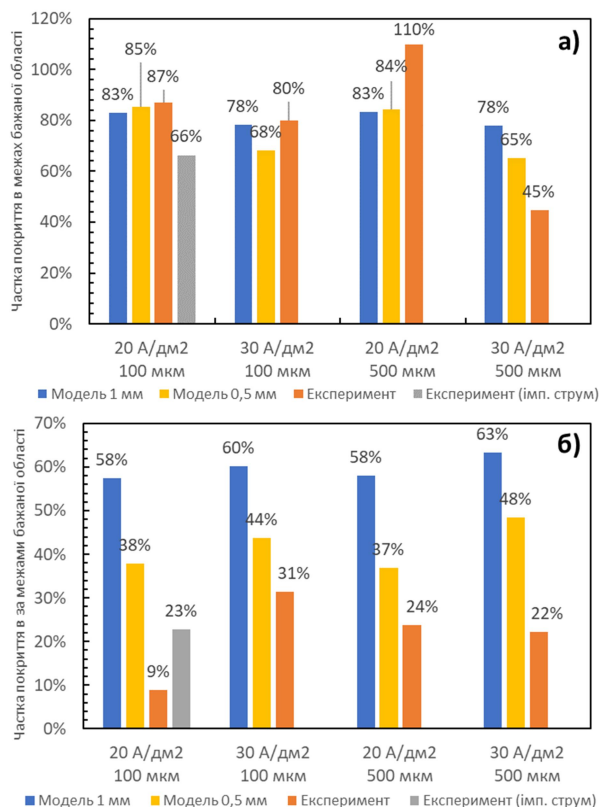 а)
Частка покриття в межах бажаної області
120%
100%
80%
60%
40%
20%
0%
83%
85%
87%
66%
78%
68%
80%
83%
84%
110%
78%
65%
45%
20 А/дм2
100 мкм
30 А/дм2
100 мкм
20 А/дм2
500 мкм
30 А/дм2
500 мкм
Модель 1 мм
Модель 0,5 мм
Експеримент
Експеримент (імп. струм)
б)
Частка покриття в за межами бажаної області
70%
60%
50%
40%
30%
20%
10%
0%
58%
38%
9%
23%
60%
44%
31%
58%
37%
24%
63%
48%
22%
20 А/дм2
100 мкм
30 А/дм2
100 мкм
20 А/дм2
500 мкм
30 А/дм2
500 мкм
Модель 1 мм
Модель 0,5 мм
Експеримент
Експеримент (імп. струм)